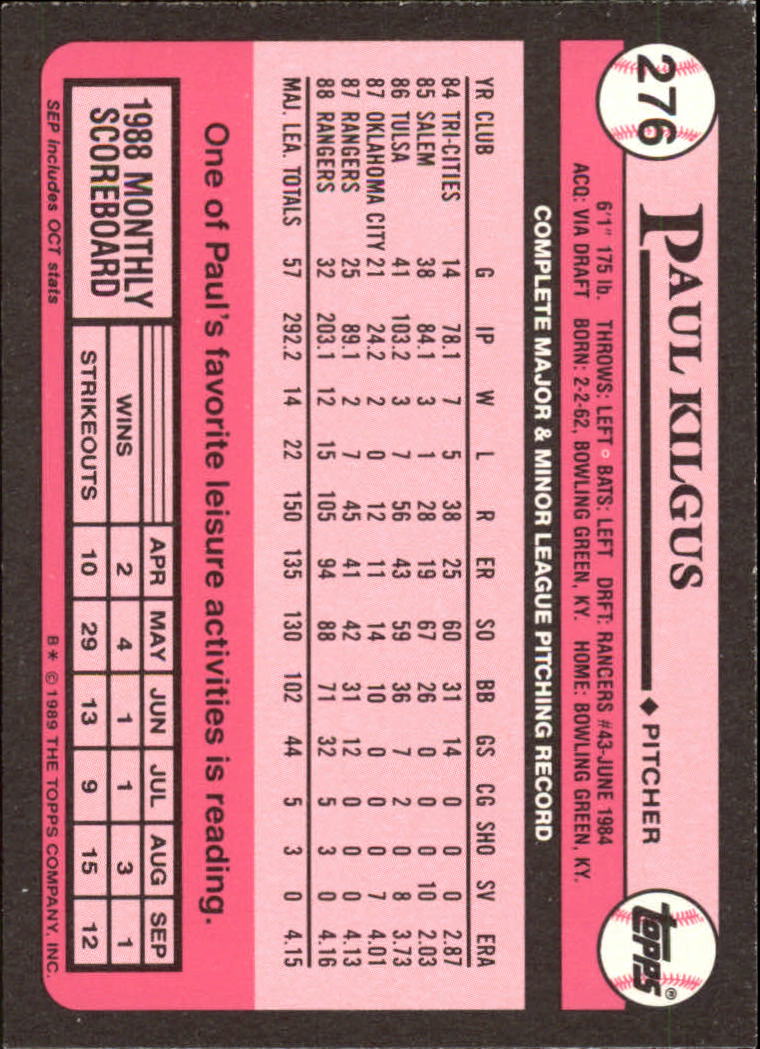 276
PAUL KILGUS ♦ PITCHER
topps®
6'1" 175 lb. THROWS: LEFT ○ BATS: LEFT DRFT: RANGERS #43-JUNE 1984
ACQ: VIA DRAFT BORN: 2-2-62, BOWLING GREEN, KY. HOME: BOWLING GREEN, KY.
COMPLETE MAJOR & MINOR LEAGUE PITCHING RECORD
YR CLUB G IP W L R ER SO BB GS CG SHO SV ERA
84 TRI-CITIES 14 78.1 7 5 38 25 60 31 14 0 0 0 2.87
85 SALEM 38 84.1 3 1 28 19 67 26 0 0 0 10 2.03
86 TULSA 41 103.2 3 7 56 43 59 36 7 2 0 8 3.73
87 OKLAHOMA CITY 21 24.2 2 0 12 11 14 10 0 0 0 7 4.01
87 RANGERS 25 89.1 2 7 45 41 42 31 12 0 0 0 4.13
88 RANGERS 32 203.1 12 15 105 94 88 71 32 5 3 0 4.16
MAJ. LEA. TOTALS 57 292.2 14 22 150 135 130 102 44 5 3 0 4.15
One of Paul's favorite leisure activities is reading.
1988 MONTHLY
SCOREBOARD
APR MAY JUN JUL AUG SEP
WINS 2 4 1 1 3 1
STRIKEOUTS 10 29 13 9 15 12
SEP includes OCT stats
B* © 1989 THE TOPPS COMPANY, INC.